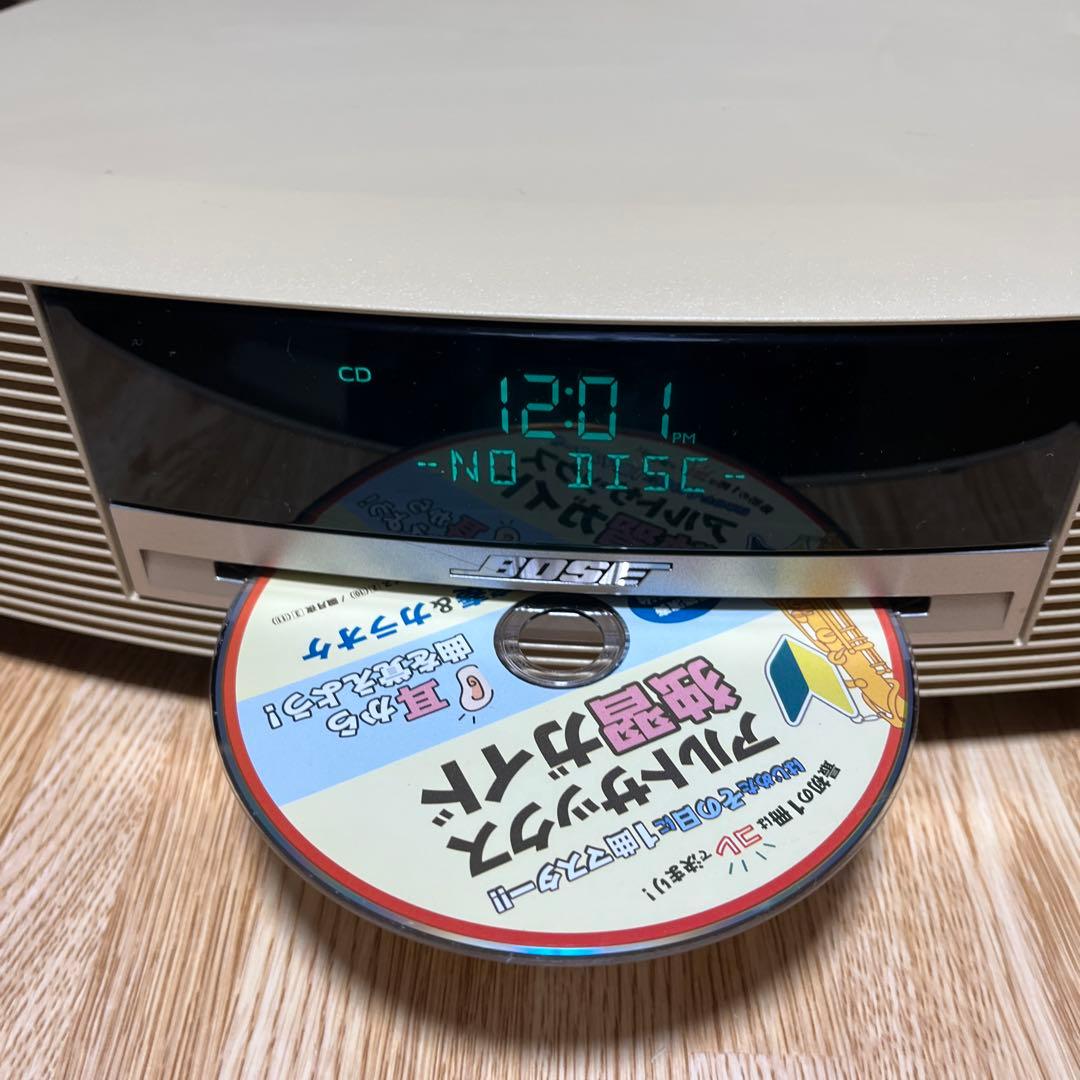 CD
12:01
PM
-NO DISC-
BOSE
最初の1冊はコレで決まり！
はじめたその日に1曲マスター!!
アルトサックス
独習ガイド
耳から
曲を覚えよう！
&カラオケ